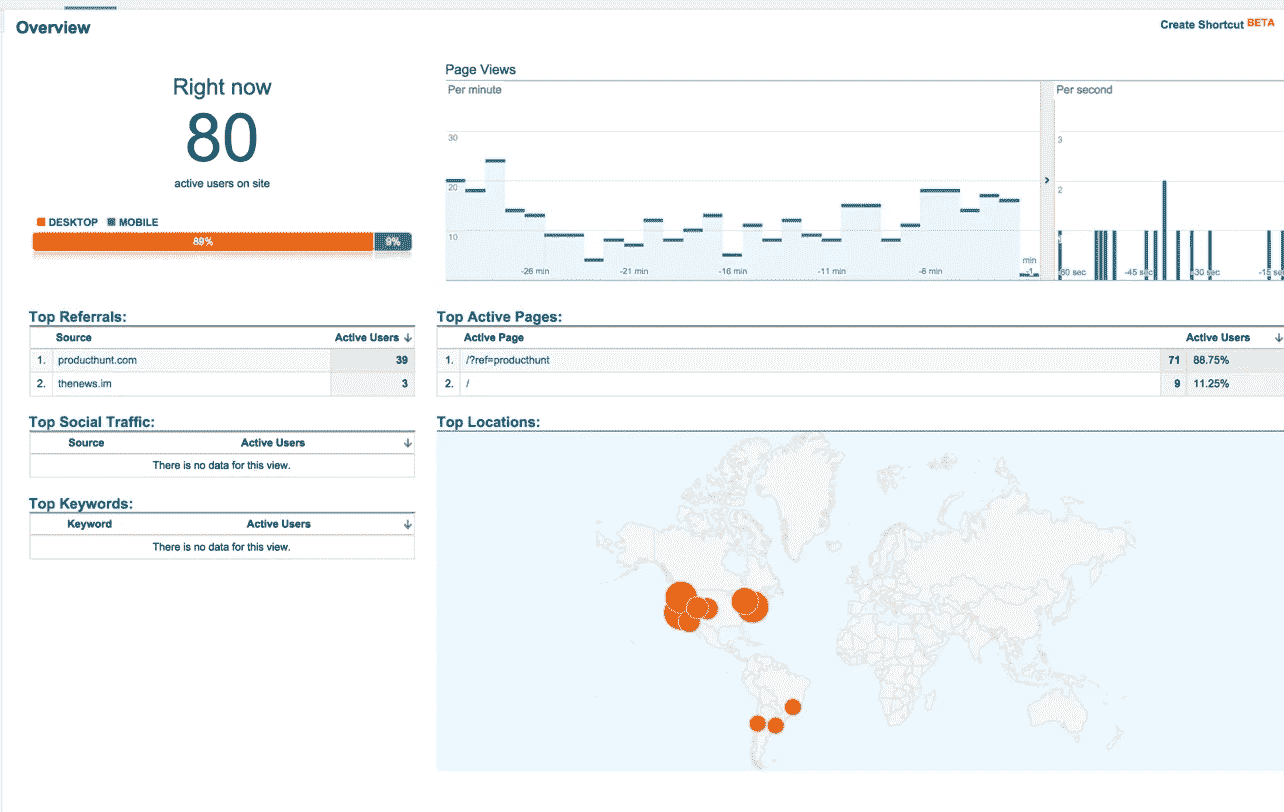 Overview
Create Shortcut BETA
Right now
80
active users on site
DESKTOP MOBILE
89% 9%
Page Views
Per minute
30
20
10
-26 min -21 min -16 min -11 min -6 min
min
-1
Per second
3
2
1
-60 sec -45 sec -30 sec
Top Referrals:
Source Active Users
1. producthunt.com 39
2. thenews.im 3
Top Active Pages:
Active Page Active Users
1. /?ref=producthunt 71 88.75%
2. / 9 11.25%
Top Social Traffic:
Source Active Users
There is no data for this view.
Top Keywords:
Keyword Active Users
There is no data for this view.
Top Locations: